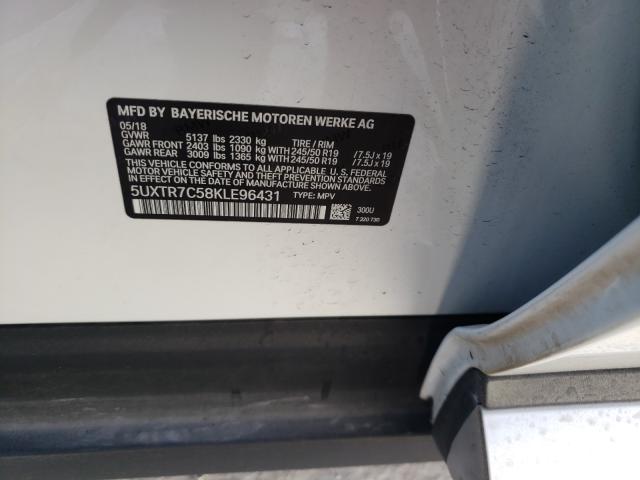 MFD BY BAYERISCHE MOTOREN WERKE AG
05/18
GVWR 5137 lbs 2330 kg TIRE / RIM
GAWR FRONT 2403 lbs 1090 kg WITH 245/50 R19 / 7.5J x 19
GAWR REAR 3009 lbs 1365 kg WITH 245/50 R19 / 7.5J x 19
THIS VEHICLE CONFORMS TO ALL APPLICABLE U.S. FEDERAL
MOTOR VEHICLE SAFETY AND THEFT PREVENTION STANDARDS
IN EFFECT ON THE DATE OF MANUFACTURE SHOWN ABOVE.
5UXTR7C58KLE96431 TYPE: MPV
300U
7 320 730